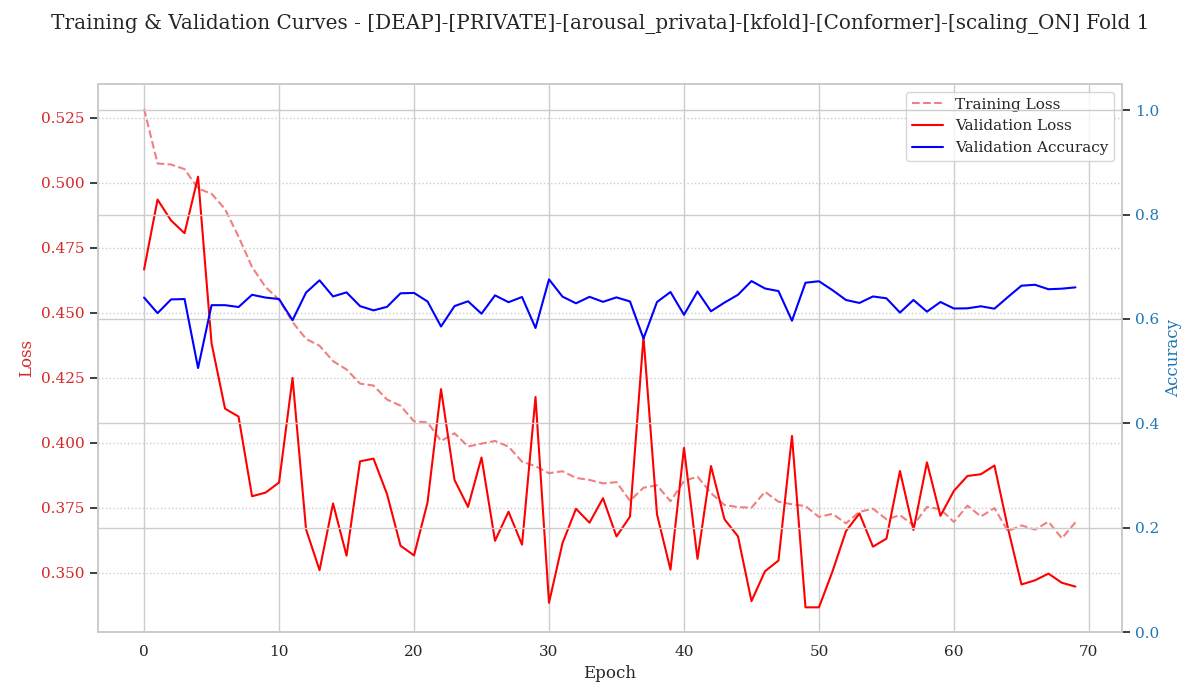 Training & Validation Curves - [DEAP]-[PRIVATE]-[arousal_privata]-[kfold]-[Conformer]-[scaling_ON] Fold 1
Training Loss
Validation Loss
Validation Accuracy
0.525
0.500
0.475
0.450
0.425
0.400
0.375
0.350
Loss
1.0
0.8
0.6
0.4
0.2
0.0
Accuracy
0 10 20 30 40 50 60 70
Epoch